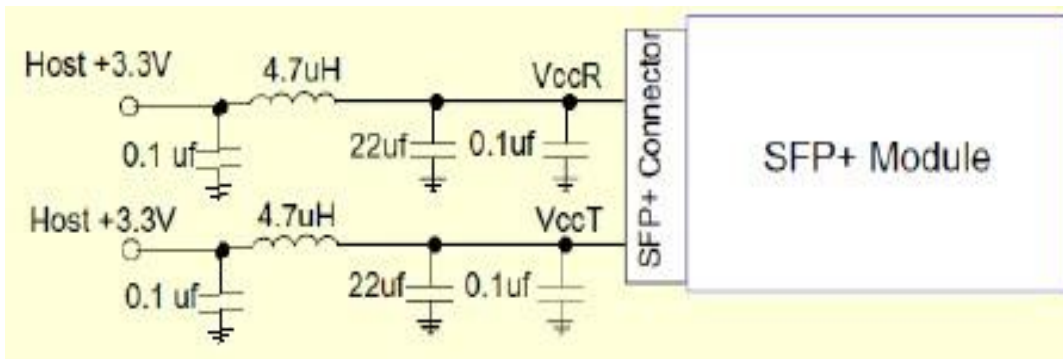 Host +3.3V
4.7uH
VccR
0.1 uf
22uf
0.1uf
Host +3.3V
4.7uH
VccT
0.1 uf
22uf
0.1uf
SFP+ Connector
SFP+ Module